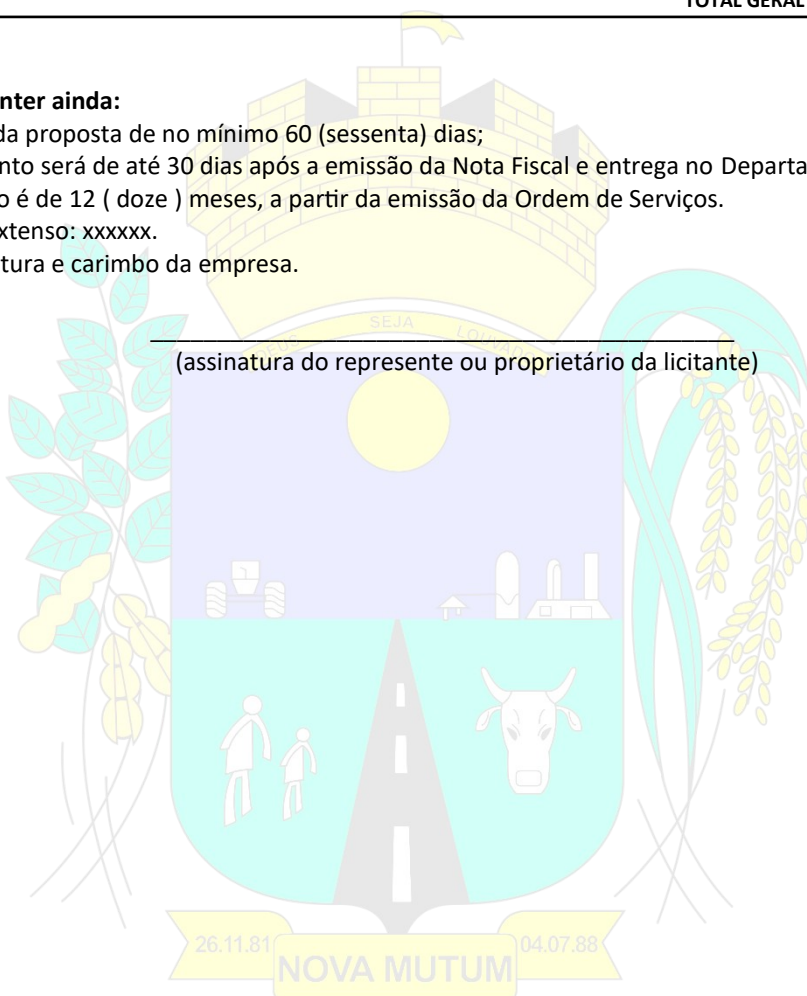 TOTAL GERAL
nter ainda:
da proposta de no mínimo 60 (sessenta) dias;
nto será de até 30 dias após a emissão da Nota Fiscal e entrega no Departa
o é de 12 ( doze ) meses, a partir da emissão da Ordem de Serviços.
xtenso: xxxxxx.
tura e carimbo da empresa.
DEUS SEJA LOUVADO
(assinatura do represente ou proprietário da licitante)
26.11.81
NOVA MUTUM
04.07.88